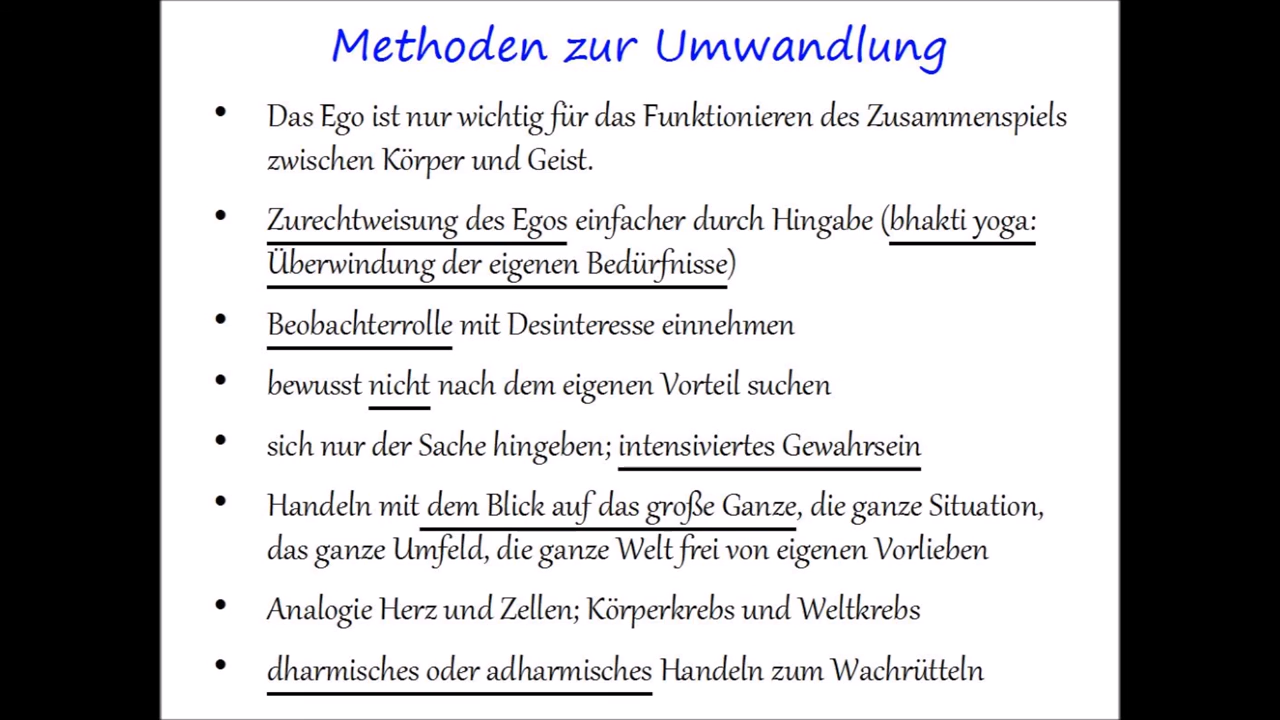 Methoden zur Umwandlung
• Das Ego ist nur wichtig für das Funktionieren des Zusammenspiels
zwischen Körper und Geist.
• Zurechtweisung des Egos einfacher durch Hingabe (bhakti yoga:
Überwindung der eigenen Bedürfnisse)
• Beobachterrolle mit Desinteresse einnehmen
• bewusst nicht nach dem eigenen Vorteil suchen
• sich nur der Sache hingeben; intensiviertes Gewahrsein
• Handeln mit dem Blick auf das große Ganze, die ganze Situation,
das ganze Umfeld, die ganze Welt frei von eigenen Vorlieben
• Analogie Herz und Zellen; Körperkrebs und Weltkrebs
• dharmisches oder adharmisches Handeln zum Wachrütteln